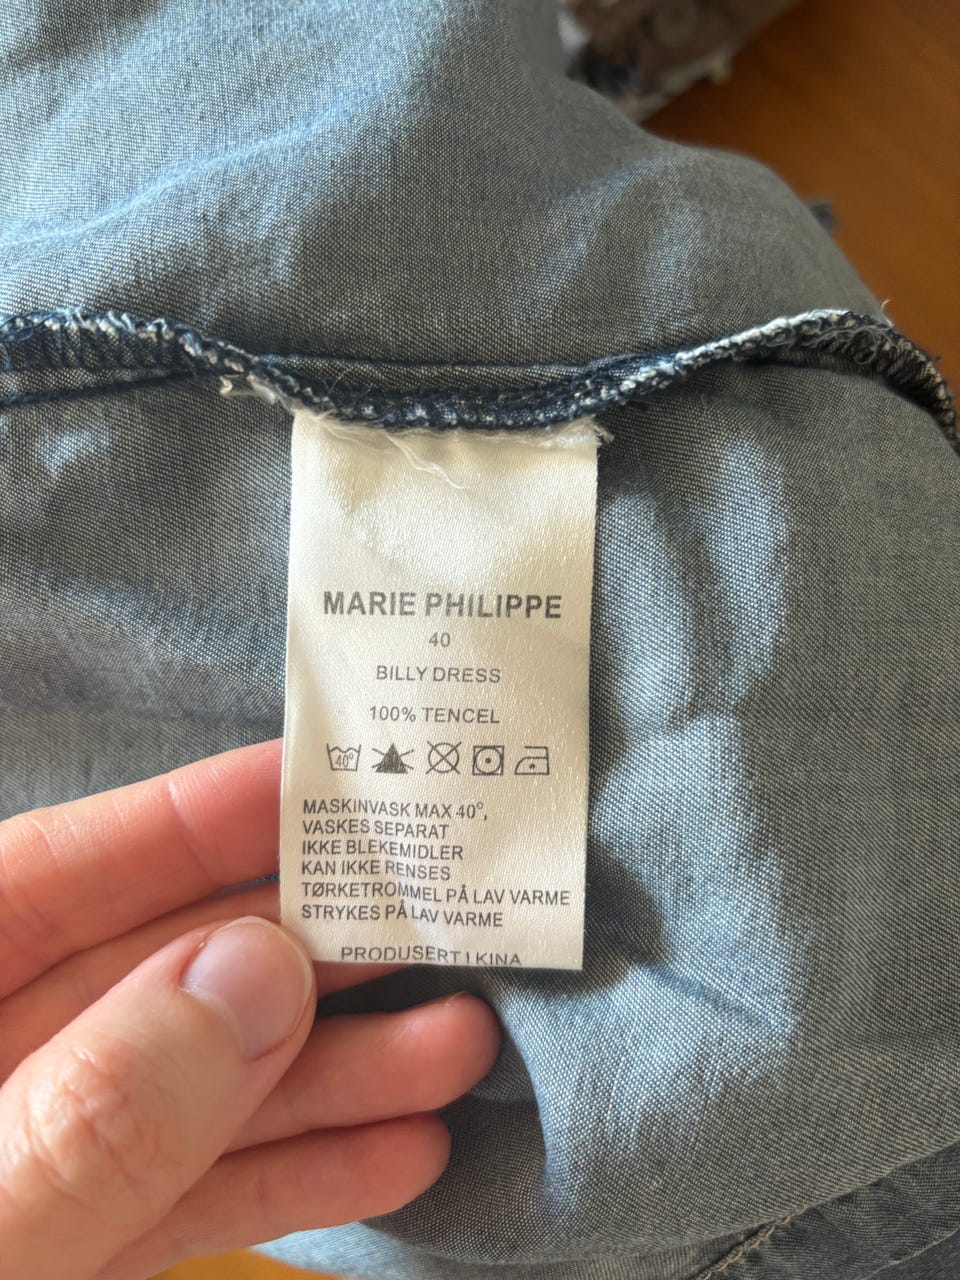 MARIE PHILIPPE
40
BILLY DRESS
100% TENCEL
40°
MASKINVASK MAX 40°,
VASKES SEPARAT
IKKE BLEKEMIDLER
KAN IKKE RENSES
TØRKETROMMEL PÅ LAV VARME
STRYKES PÅ LAV VARME
PRODUSERT I KINA